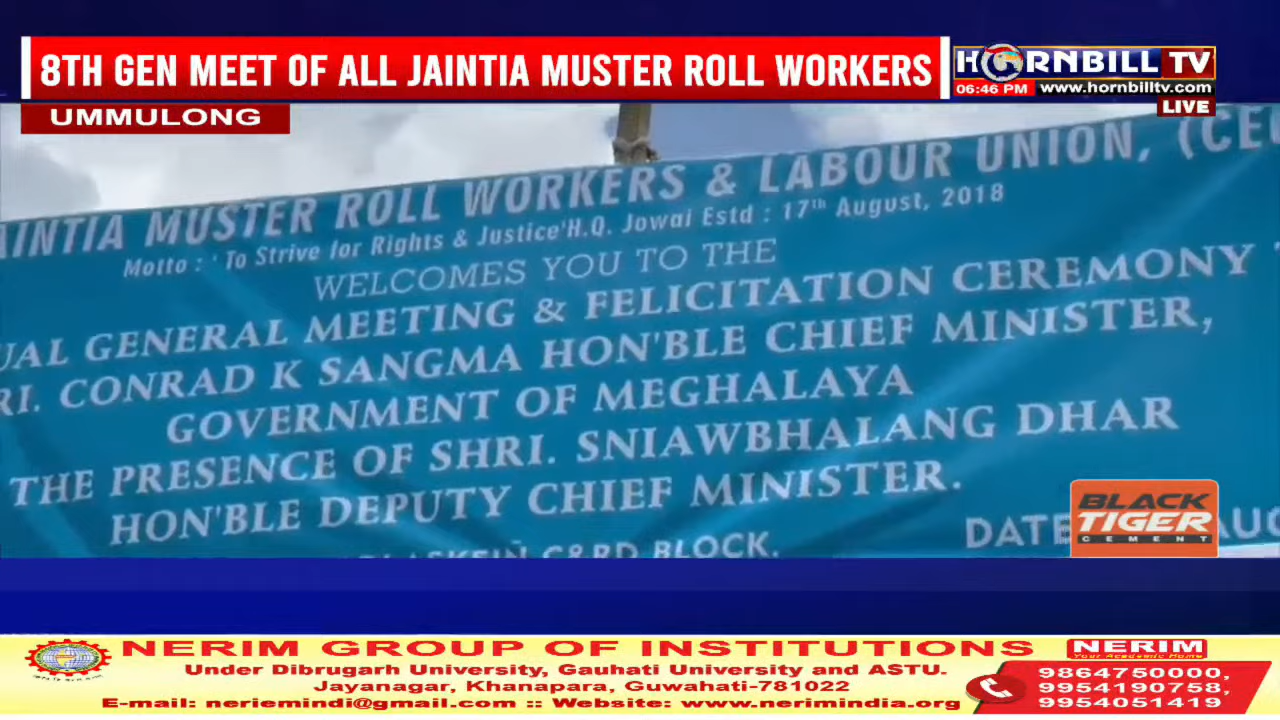 8TH GEN MEET OF ALL JAINTIA MUSTER ROLL WORKERS
HORNBILL TV
06:46 PM www.hornbilltv.com
LIVE
UMMULONG
AINTIA MUSTER ROLL WORKERS & LABOUR UNION, (CEC
Motto : ' To Strive for Rights & Justice'H.Q. Jowai Estd : 17th August, 2018
WELCOMES YOU TO THE
UAL GENERAL MEETING & FELICITATION CEREMONY
RI. CONRAD K SANGMA HON'BLE CHIEF MINISTER,
GOVERNMENT OF MEGHALAYA
THE PRESENCE OF SHRI. SNIAWBHALANG DHAR
HON'BLE DEPUTY CHIEF MINISTER.
C&RD BLOCK.
DATE AUG
BLACK
TIGER
CEMENT
NERIM GROUP OF INSTITUTIONS
Under Dibrugarh University, Gauhati University and ASTU.
Jayanagar, Khanapara, Guwahati-781022
E-mail: neriemindi@gmail.com :: Website: www.nerimindia.org
NERIM
Your Academic Home
9864750000,
9954190758,
9954051419